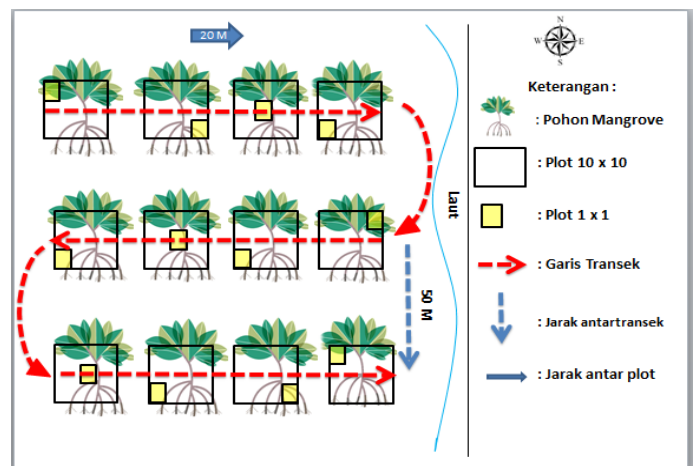 20 M
N
W E
S
Keterangan :
: Pohon Mangrove
: Plot 10 x 10
: Plot 1 x 1
: Garis Transek
: Jarak antartransek
: Jarak antar plot
Laut
50 M